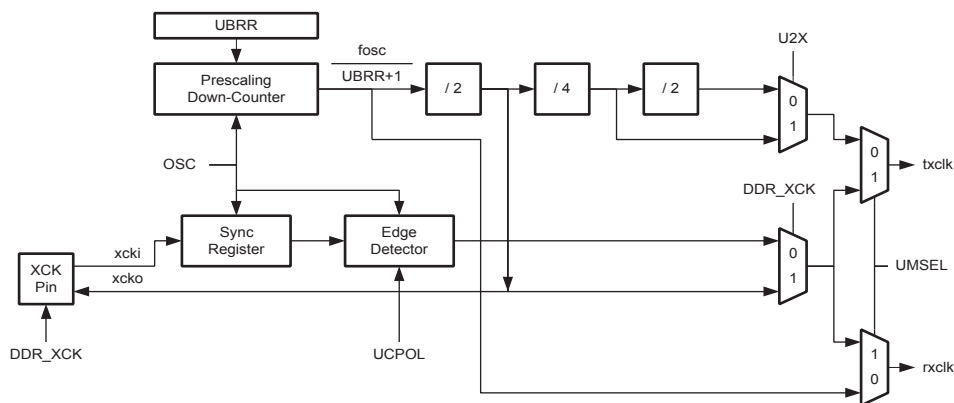 UBRR
fosc
UBRR+1
U2X
Prescaling
Down-Counter
/ 2
/ 4
/ 2
0
1
OSC
0
1
txclk
DDR_XCK
Sync
Register
Edge
Detector
0
1
xcki
xcko
XCK
Pin
UMSEL
DDR_XCK
UCPOL
1
0
rxclk